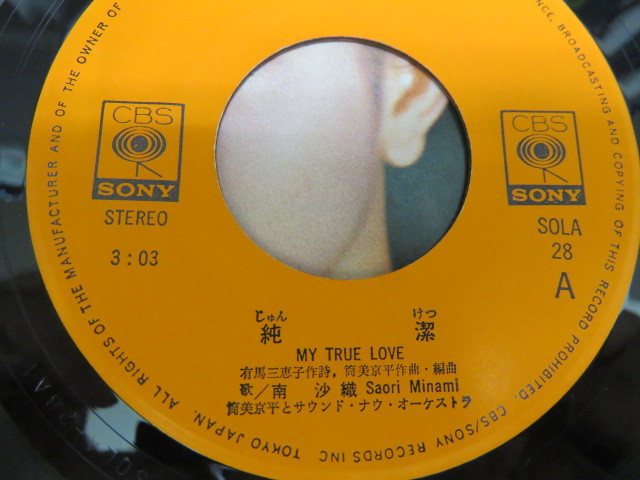 CBS
SONY
STEREO
3:03
CBS
SONY
SOLA
28
A
じゅん けつ
純 潔
MY TRUE LOVE
有馬三恵子作詩, 筒美京平作曲・編曲
歌/南 沙織 Saori Minami
筒美京平とサウンド・ナウ・オーケストラ
ALL RIGHTS OF THE MANUFACTURER AND OF THE OWNER OF
BROADCASTING AND COPYING OF THIS RECORD PROHIBITED. CBS/SONY RECORDS INC. TOKYO JAPAN.